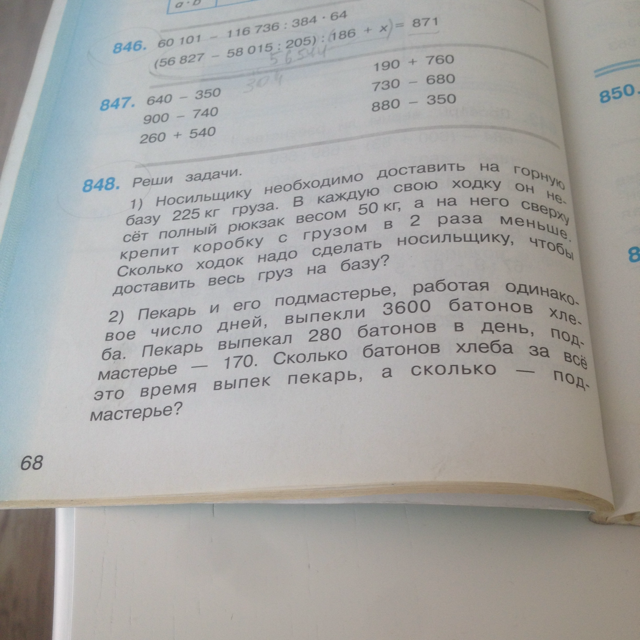 a · b
846. 60 101 − 116 736 : 384 · 64
(56 827 − 58 015 : 205) : 186 + x = 871
847. 640 − 350 190 + 760
900 − 740 730 − 680
260 + 540 880 − 350
848. Реши задачи.
1) Носильщику необходимо доставить на горную
базу 225 кг груза. В каждую свою ходку он не-
сёт полный рюкзак весом 50 кг, а на него сверху
крепит коробку с грузом в 2 раза меньше.
Сколько ходок надо сделать носильщику, чтобы
доставить весь груз на базу?
2) Пекарь и его подмастерье, работая одинако-
вое число дней, выпекли 3600 батонов хле-
ба. Пекарь выпекал 280 батонов в день, под-
мастерье — 170. Сколько батонов хлеба за всё
это время выпек пекарь, а сколько — под-
мастерье?
68
850.
8